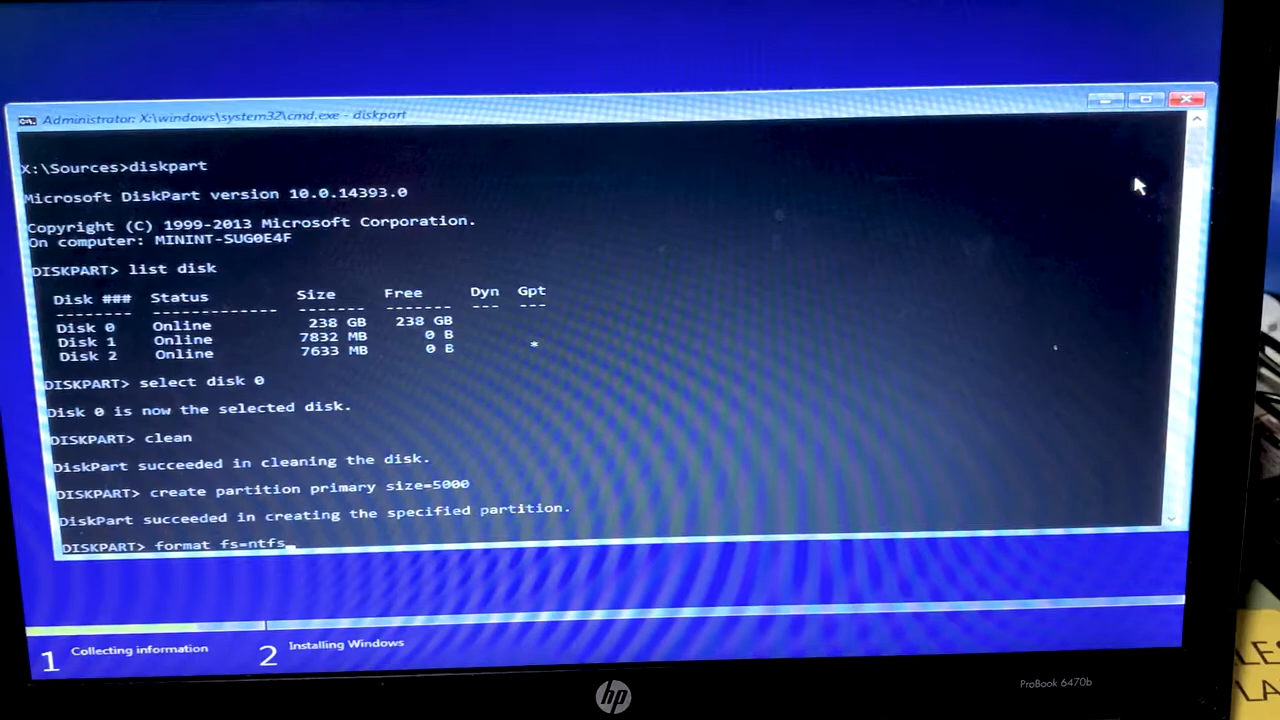 Administrator: X:\windows\system32\cmd.exe - diskpart
X:\Sources>diskpart
Microsoft DiskPart version 10.0.14393.0
Copyright (C) 1999-2013 Microsoft Corporation.
On computer: MININT-SUG0E4F
DISKPART> list disk
Disk ### Status Size Free Dyn Gpt
-------- ------------- ------- ------- --- ---
Disk 0 Online 238 GB 238 GB
Disk 1 Online 7832 MB 0 B
Disk 2 Online 7633 MB 0 B *
DISKPART> select disk 0
Disk 0 is now the selected disk.
DISKPART> clean
DiskPart succeeded in cleaning the disk.
DISKPART> create partition primary size=5000
DiskPart succeeded in creating the specified partition.
DISKPART> format fs=ntfs_
1 Collecting information 2 Installing Windows
hp
ProBook 6470b